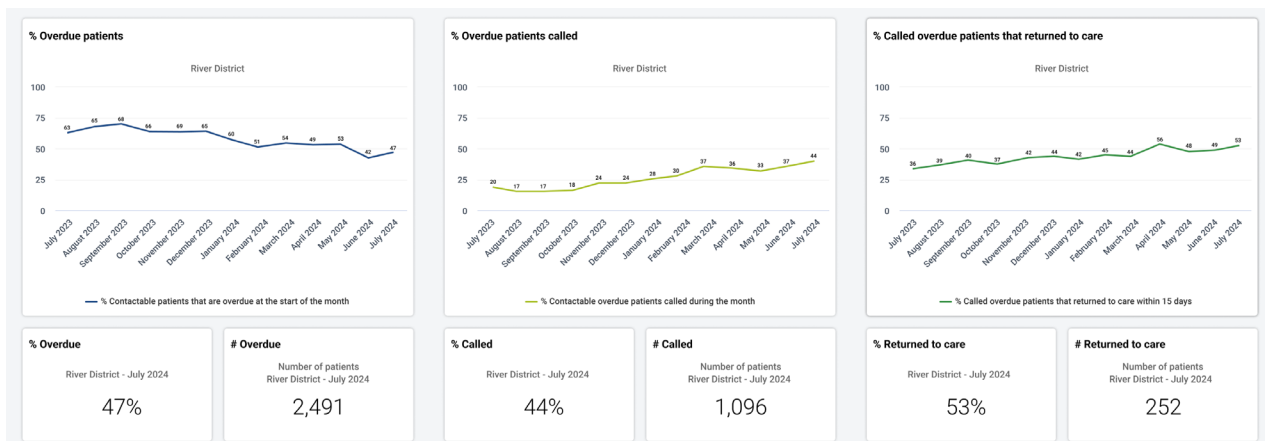 % Overdue patients
River District
100
75
50
25
0
63
65
68
66
69
65
60
51
54
49
53
42
47
July 2023
August 2023
September 2023
October 2023
November 2023
December 2023
January 2024
February 2024
March 2024
April 2024
May 2024
June 2024
July 2024
% Contactable patients that are overdue at the start of the month
% Overdue patients called
River District
100
75
50
25
0
20
17
17
18
24
24
28
30
37
36
33
37
44
July 2023
August 2023
September 2023
October 2023
November 2023
December 2023
January 2024
February 2024
March 2024
April 2024
May 2024
June 2024
July 2024
% Contactable overdue patients called during the month
% Called overdue patients that returned to care
River District
100
75
50
25
0
36
39
40
37
42
44
42
45
44
56
48
49
53
July 2023
August 2023
September 2023
October 2023
November 2023
December 2023
January 2024
February 2024
March 2024
April 2024
May 2024
June 2024
July 2024
% Called overdue patients that returned to care within 15 days
% Overdue
River District - July 2024
47%
# Overdue
Number of patients
River District - July 2024
2,491
% Called
River District - July 2024
44%
# Called
Number of patients
River District - July 2024
1,096
% Returned to care
River District - July 2024
53%
# Returned to care
Number of patients
River District - July 2024
252